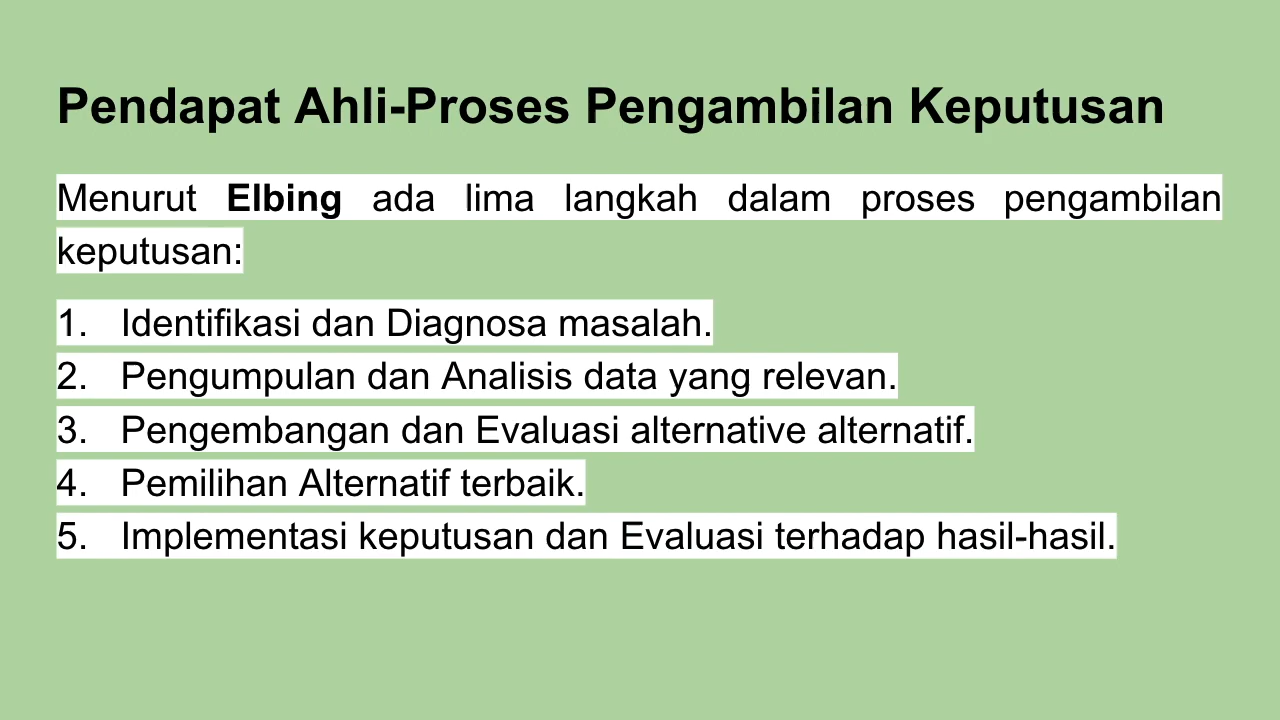 Pendapat Ahli-Proses Pengambilan Keputusan
Menurut Elbing ada lima langkah dalam proses pengambilan
keputusan:
1. Identifikasi dan Diagnosa masalah.
2. Pengumpulan dan Analisis data yang relevan.
3. Pengembangan dan Evaluasi alternative alternatif.
4. Pemilihan Alternatif terbaik.
5. Implementasi keputusan dan Evaluasi terhadap hasil-hasil.